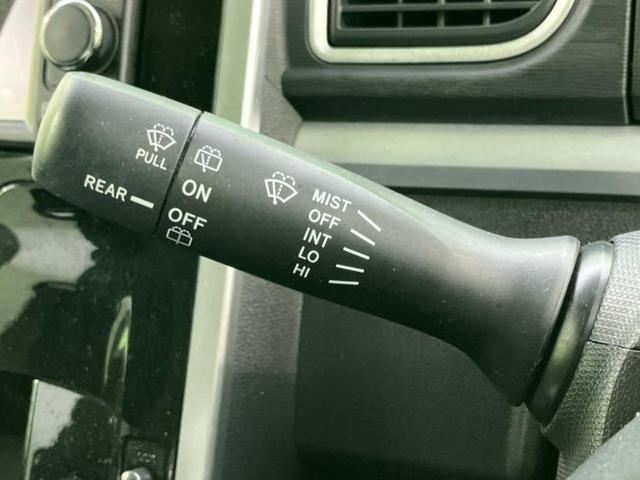 PULL
REAR
ON
OFF
MIST
OFF
INT
LO
HI